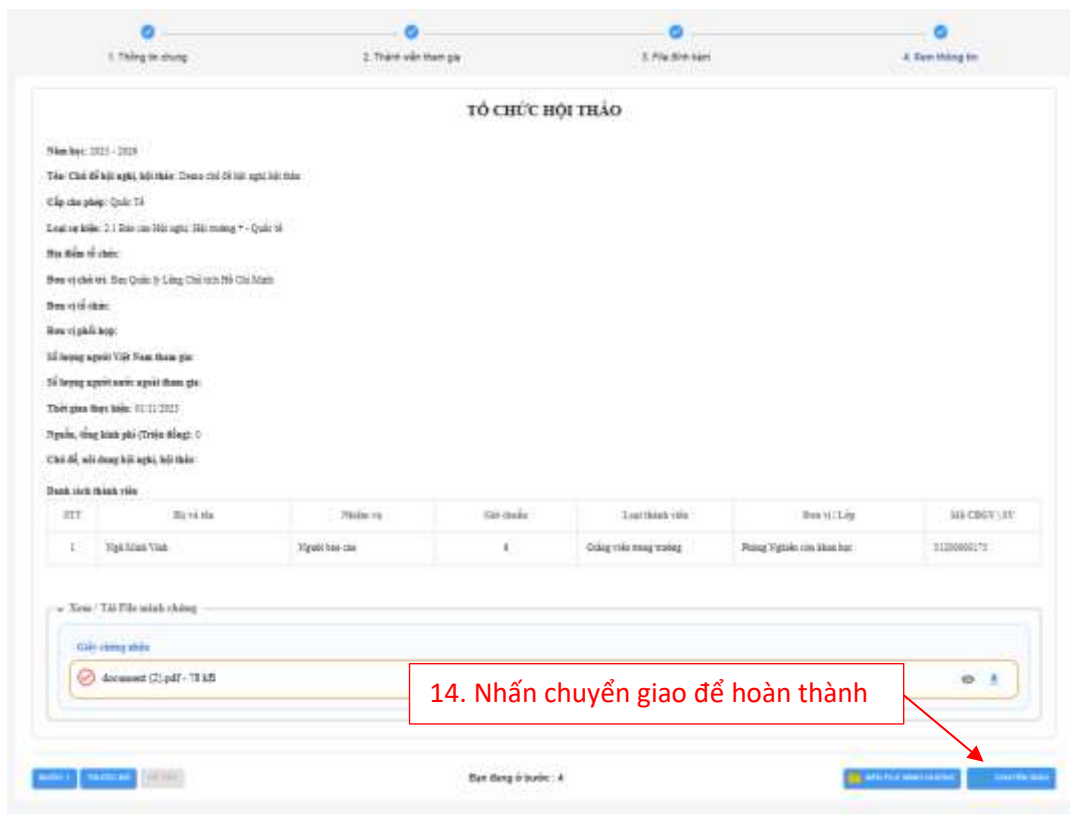 1. Thông tin chung
2. Thành viên tham gia
3. File đính kèm
4. Xem thông tin
TỔ CHỨC HỘI THẢO
Năm học: 2025 - 2026
Tên/ Chủ đề hội nghị, hội thảo: Demo chủ đề hội nghị hội thảo
Cấp cho phép: Quốc Tế
Loại sự kiện: 2.1 Báo cáo Hội nghị/ Hội trường * - Quốc tế
Địa điểm tổ chức:
Đơn vị chủ trì: Ban Quản lý Lăng Chủ tịch Hồ Chí Minh
Đơn vị tổ chức:
Đơn vị phối hợp:
Số lượng người Việt Nam tham gia:
Số lượng người nước ngoài tham gia:
Thời gian thực hiện: 01/11/2025
Nguồn, tổng kinh phí (Triệu đồng): 0
Chủ đề, nội dung hội nghị, hội thảo:
Danh sách thành viên
STT Họ và tên Nhiệm vụ Giờ chuẩn Loại thành viên Đơn vị / Lớp Mã CBGV \ SV
1 Ngô Minh Vinh Người báo cáo 0 Giảng viên trong trường Phòng Nghiên cứu khoa học
Xem / Tải File minh chứng
Giấy chứng nhận
document (2).pdf - 78 kB
14. Nhấn chuyển giao để hoàn thành
Bạn đang ở bước : 4
CHUYỂN GIAO